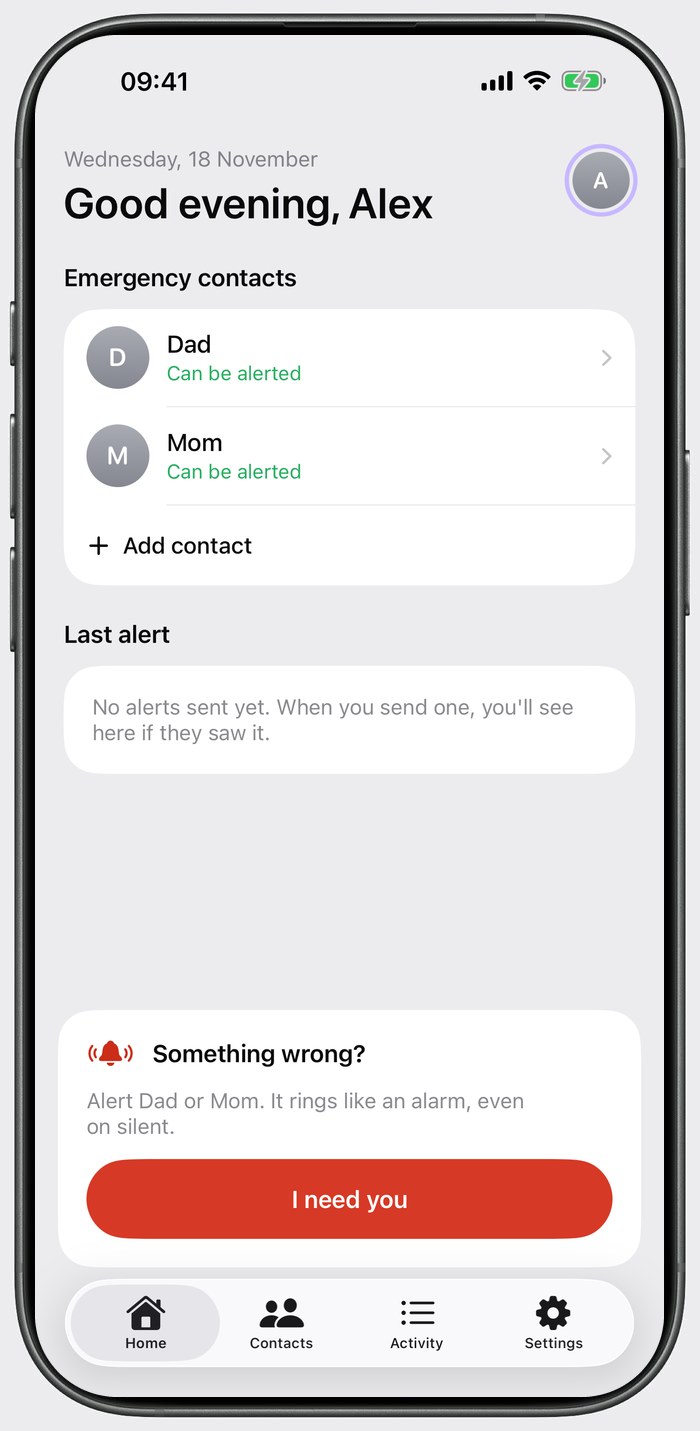 09:41
Wednesday, 18 November
Good evening, Alex
A
Emergency contacts
D
Dad
Can be alerted
M
Mom
Can be alerted
+ Add contact
Last alert
No alerts sent yet. When you send one, you'll see
here if they saw it.
Something wrong?
Alert Dad or Mom. It rings like an alarm, even
on silent.
I need you
Home
Contacts
Activity
Settings